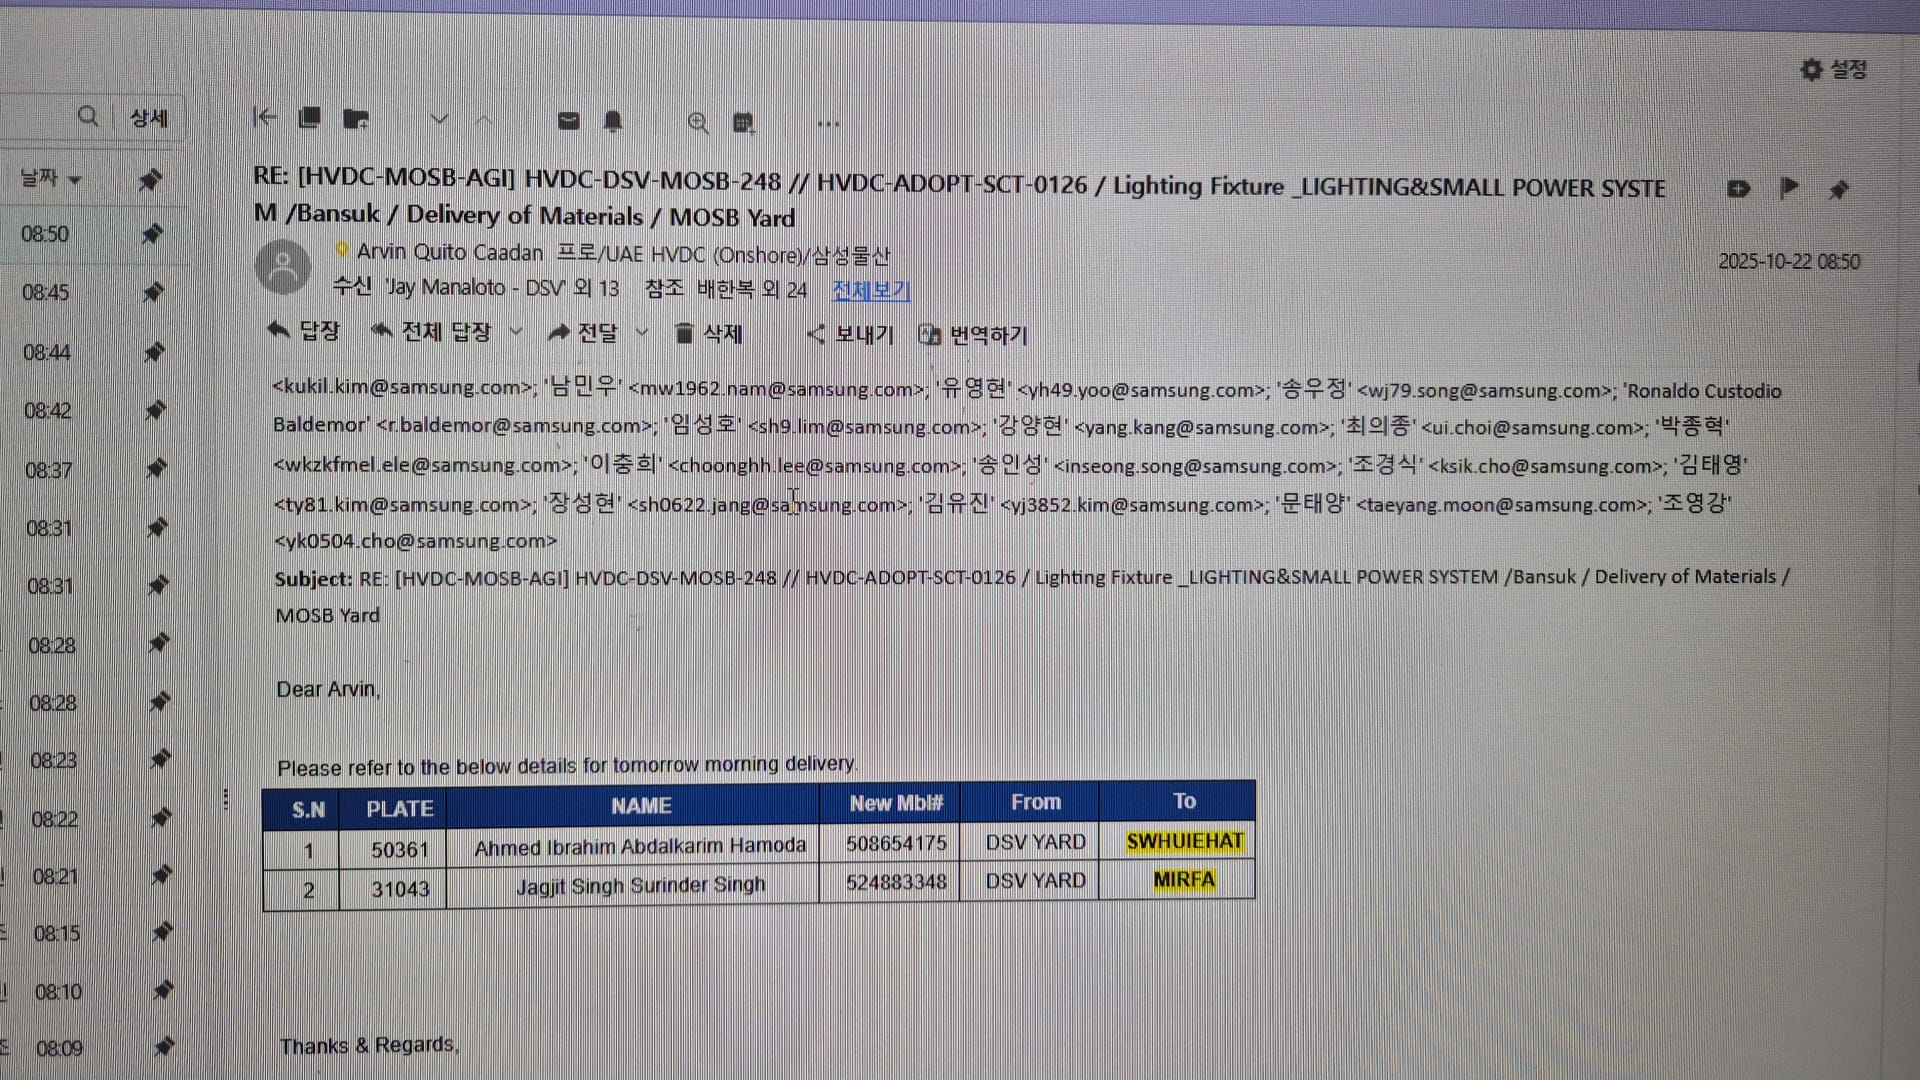 설정
상세
날짜
08:50
08:45
08:44
08:42
08:37
08:31
08:31
08:28
08:28
08:23
08:22
08:21
08:15
08:10
08:09
RE: [HVDC-MOSB-AGI] HVDC-DSV-MOSB-248 // HVDC-ADOPT-SCT-0126 / Lighting Fixture _LIGHTING&SMALL POWER SYSTE
M /Bansuk / Delivery of Materials / MOSB Yard
Arvin Quito Caadan 프로/UAE HVDC (Onshore)/삼성물산
2025-10-22 08:50
수신 'Jay Manaloto - DSV' 외 13 참조 배한복 외 24 전체보기
답장 전체 답장 전달 삭제 보내기 번역하기
<kukil.kim@samsung.com>; '남민우' <mw1962.nam@samsung.com>; '유영현' <yh49.yoo@samsung.com>; '송우정' <wj79.song@samsung.com>; 'Ronaldo Custodio
Baldemor' <r.baldemor@samsung.com>; '임성호' <sh9.lim@samsung.com>; '강양현' <yang.kang@samsung.com>; '최의종' <ui.choi@samsung.com>; '박종혁'
<wkzkfmel.ele@samsung.com>; '이충희' <choonghh.lee@samsung.com>; '송인성' <inseong.song@samsung.com>; '조경식' <ksik.cho@samsung.com>; '김태영'
<ty81.kim@samsung.com>; '장성현' <sh0622.jang@samsung.com>; '김유진' <yj3852.kim@samsung.com>; '문태양' <taeyang.moon@samsung.com>; '조영강'
<yk0504.cho@samsung.com>
Subject: RE: [HVDC-MOSB-AGI] HVDC-DSV-MOSB-248 // HVDC-ADOPT-SCT-0126 / Lighting Fixture _LIGHTING&SMALL POWER SYSTEM /Bansuk / Delivery of Materials /
MOSB Yard
Dear Arvin,
Please refer to the below details for tomorrow morning delivery.
S.N PLATE NAME New Mbl# From To
1 50361 Ahmed Ibrahim Abdalkarim Hamoda 508654175 DSV YARD SWHUIEHAT
2 31043 Jagjit Singh Surinder Singh 524883348 DSV YARD MIRFA
Thanks & Regards,